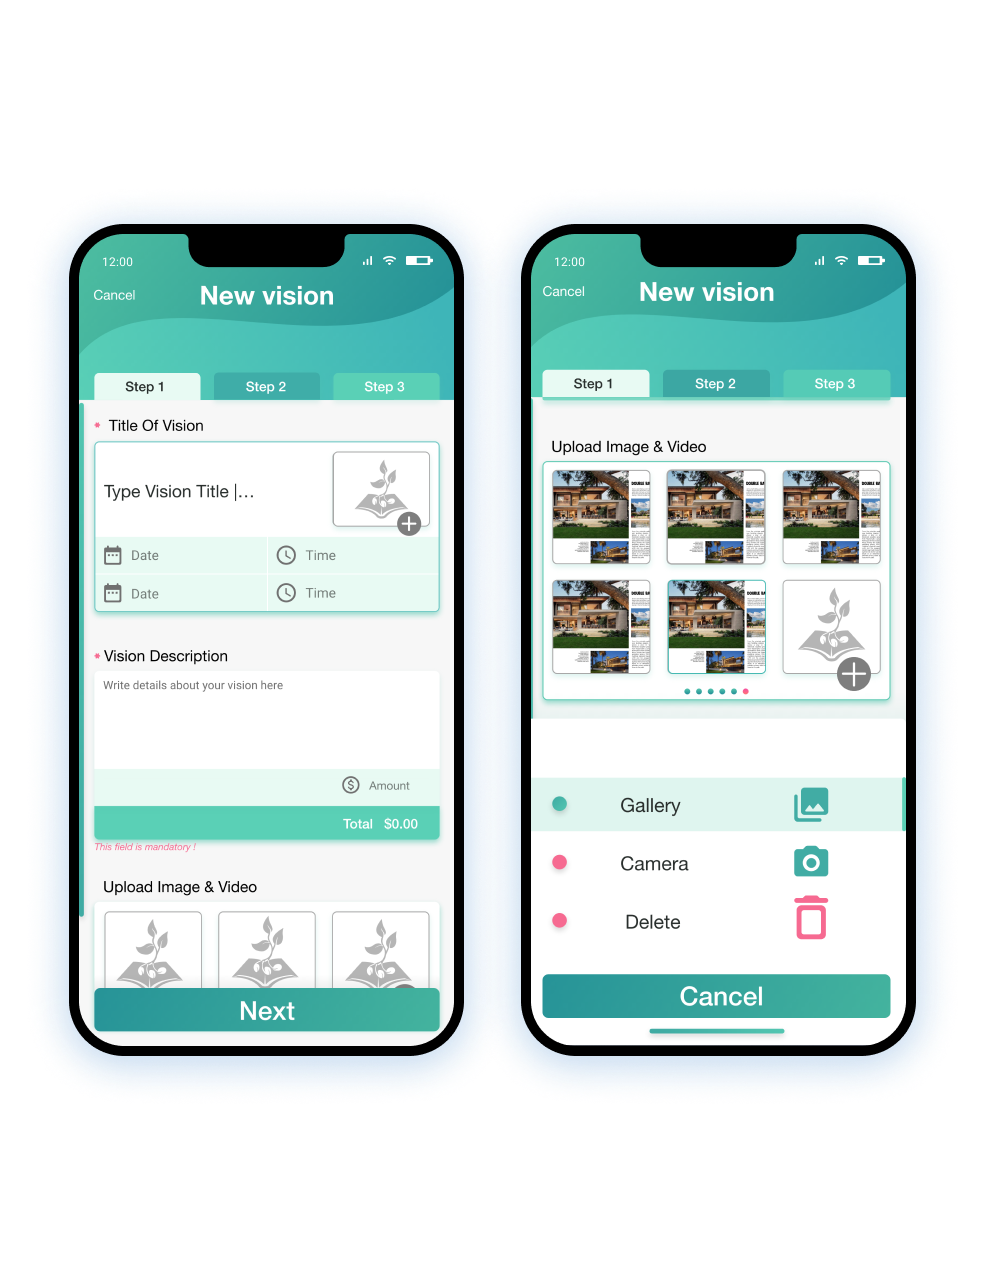 12:00
Cancel
New vision
Step 1
Step 2
Step 3
* Title Of Vision
Type Vision Title |...
Date
Time
Date
Time
* Vision Description
Write details about your vision here
Amount
Total $0.00
This field is mandatory !
Upload Image & Video
Next
12:00
Cancel
New vision
Step 1
Step 2
Step 3
Upload Image & Video
Gallery
Camera
Delete
Cancel